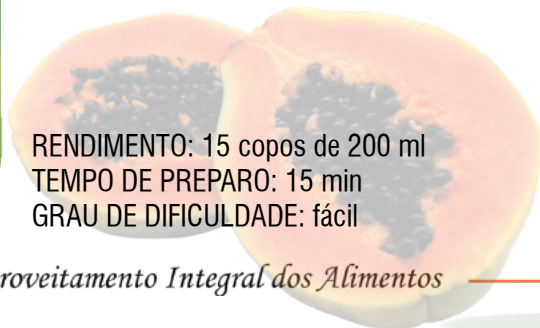 RENDIMENTO: 15 copos de 200 ml
TEMPO DE PREPARO: 15 min
GRAU DE DIFICULDADE: fácil
roveitamento Integral dos Alimentos